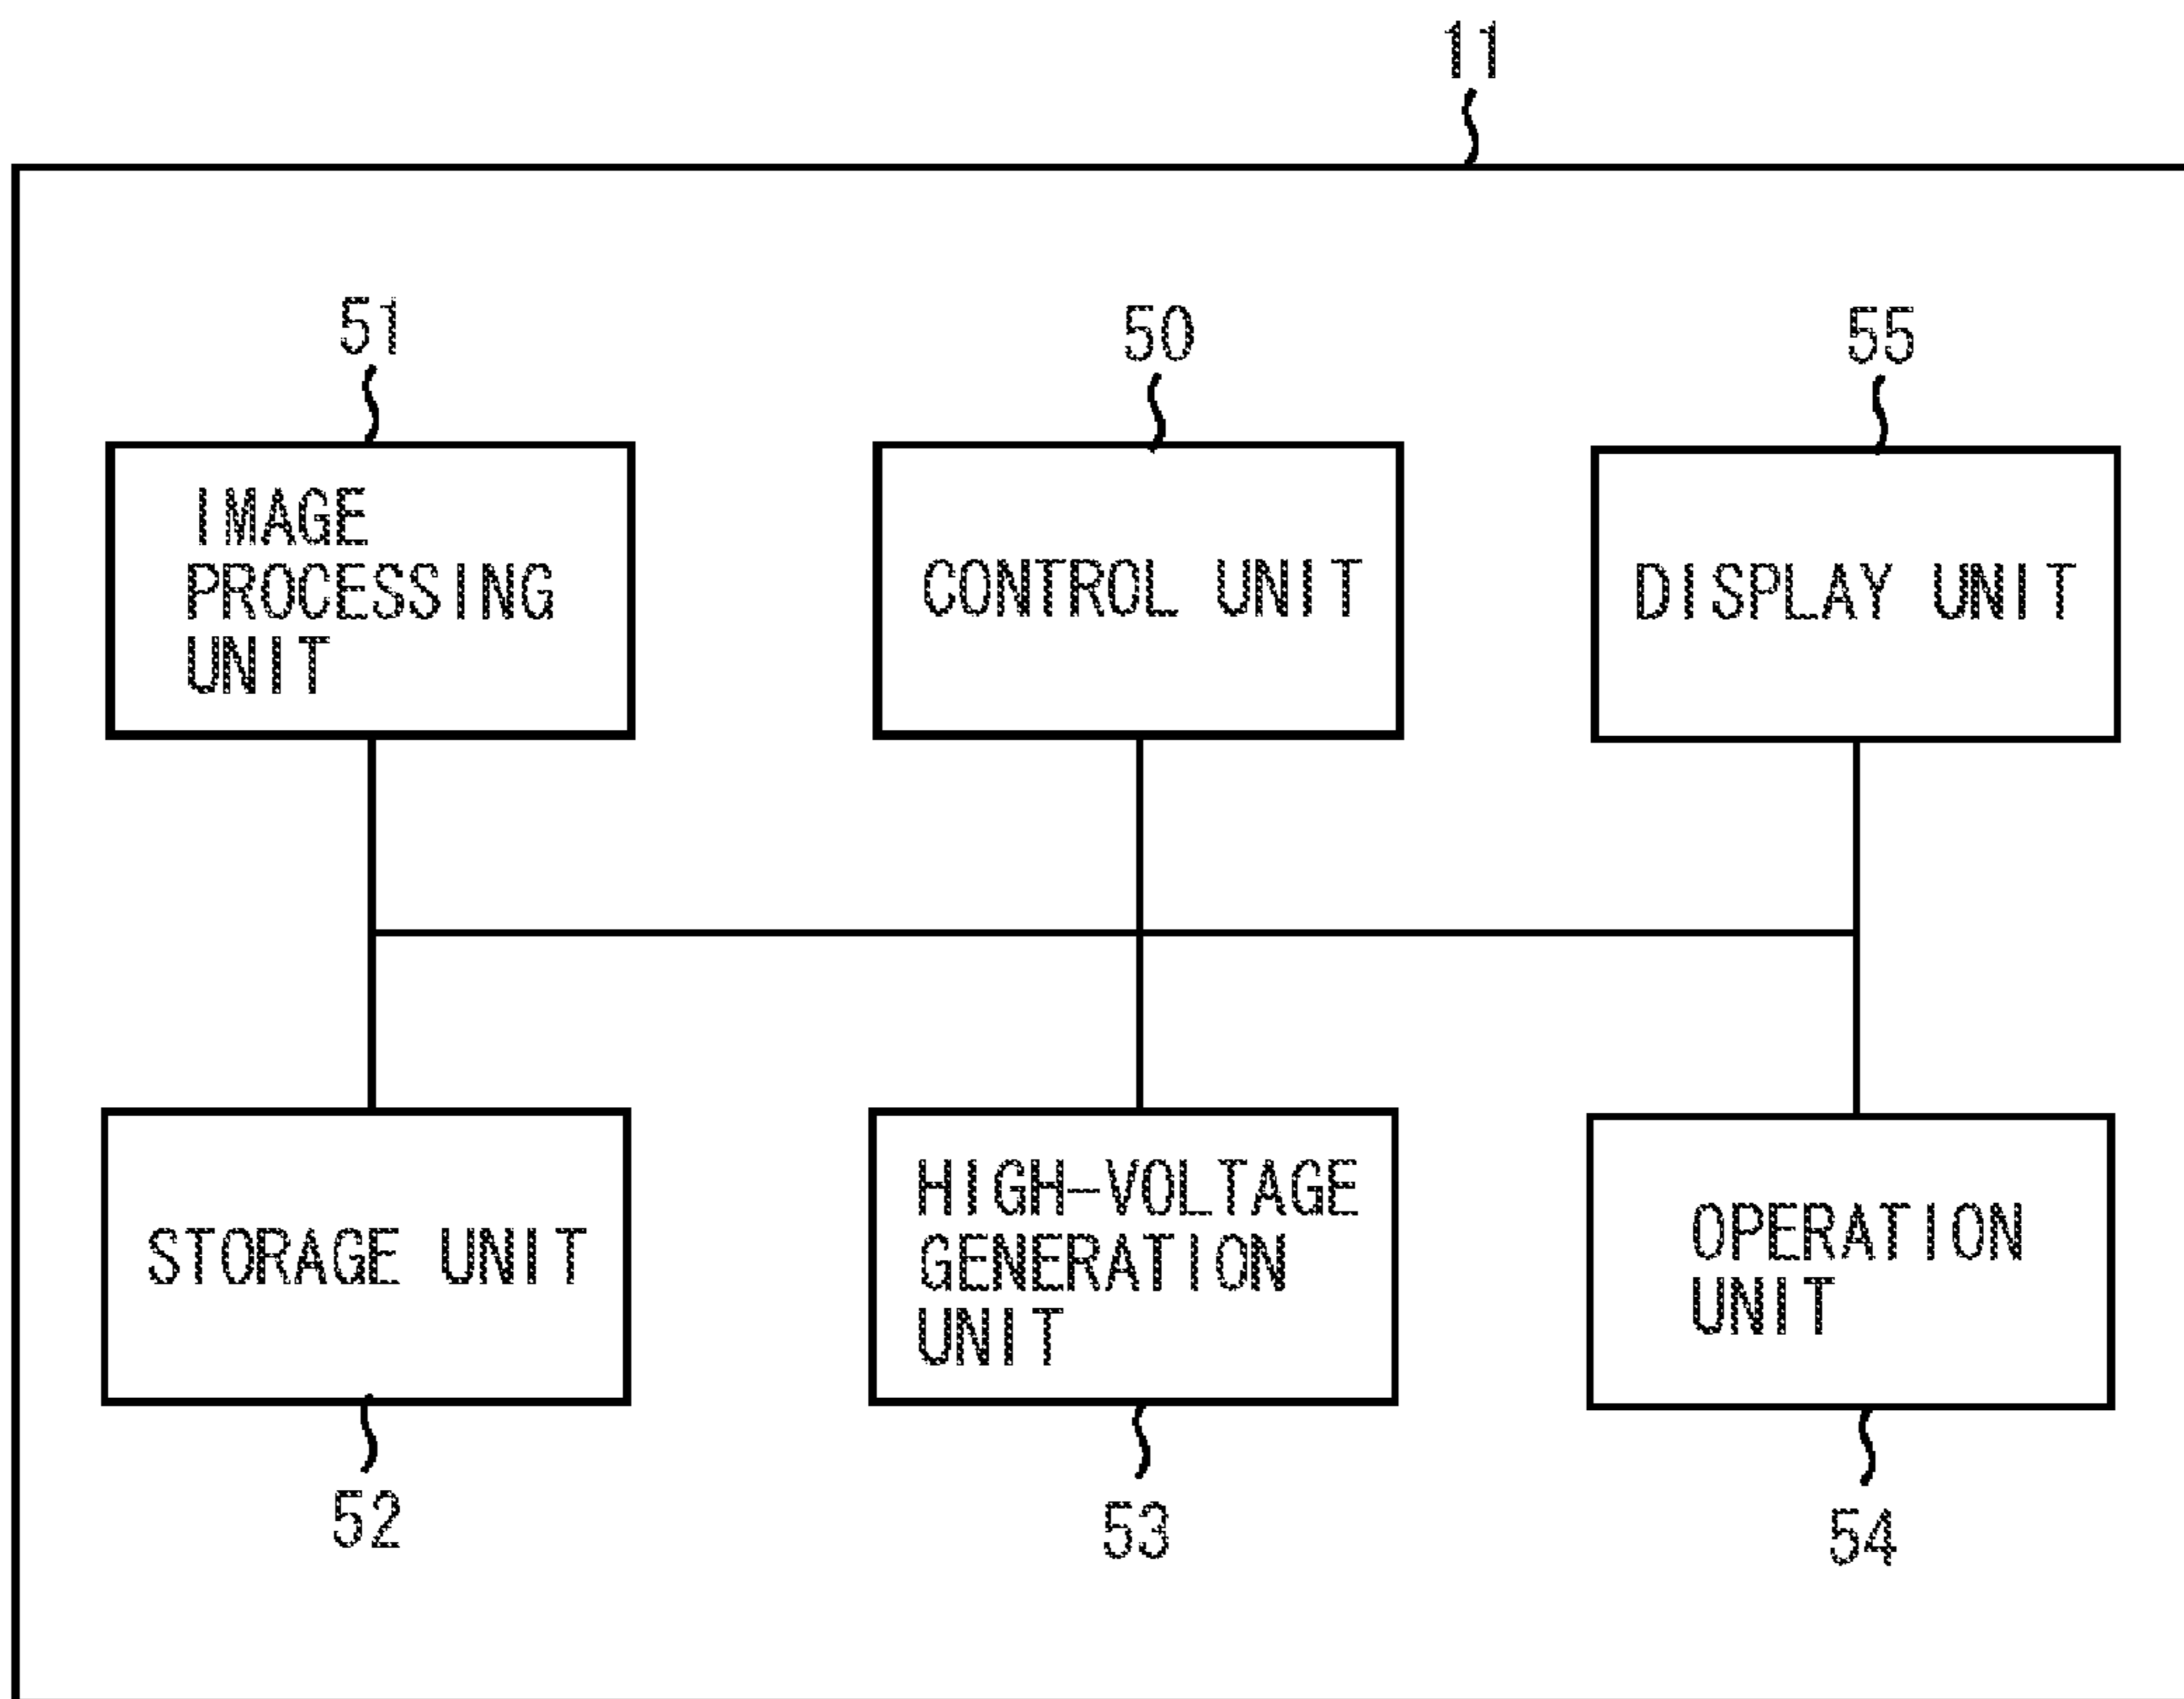 11
51
50
55
IMAGE
PROCESSING
UNIT
CONTROL UNIT
DISPLAY UNIT
STORAGE UNIT
HIGH-VOLTAGE
GENERATION
UNIT
OPERATION
UNIT
52
53
54